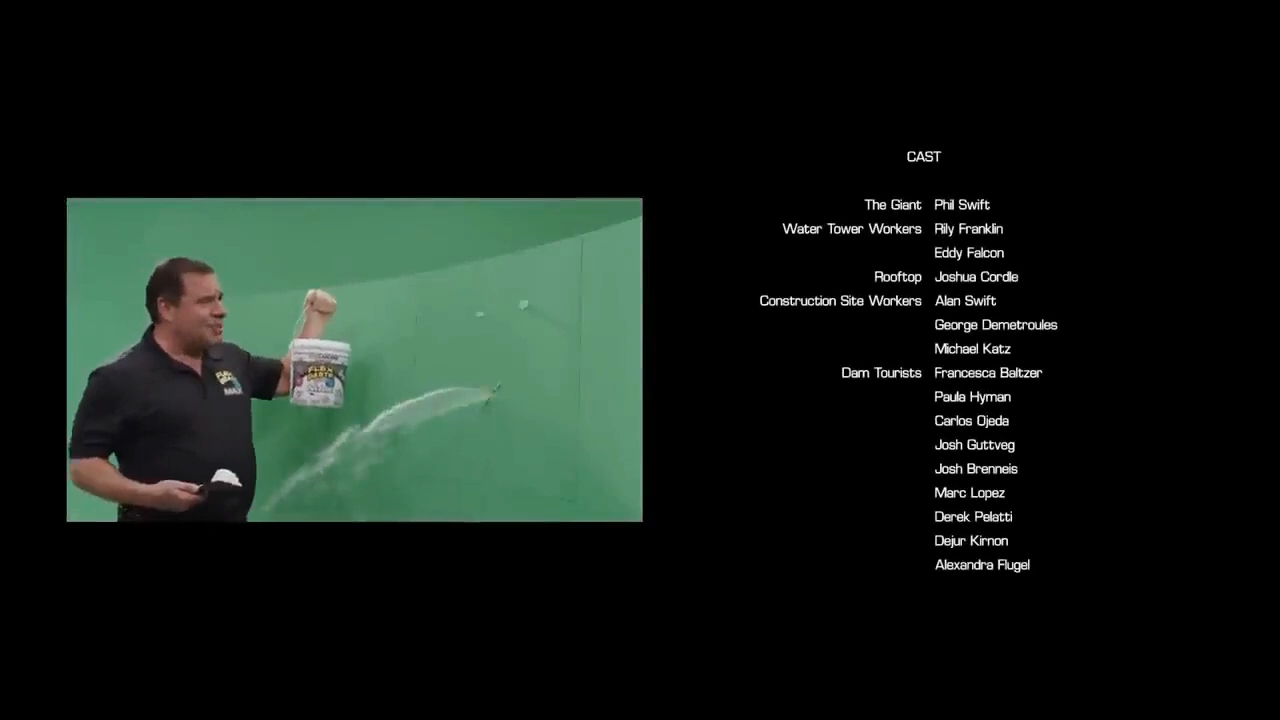 CAST
The Giant Phil Swift
Water Tower Workers Rily Franklin
Eddy Falcon
Rooftop Joshua Cordle
Construction Site Workers Alan Swift
George Demetroules
Michael Katz
Dam Tourists Francesca Baltzer
Paula Hyman
Carlos Ojeda
Josh Guttveg
Josh Brenneis
Marc Lopez
Derek Pelatti
Dejur Kirnon
Alexandra Flugel
FLEX
PASTE